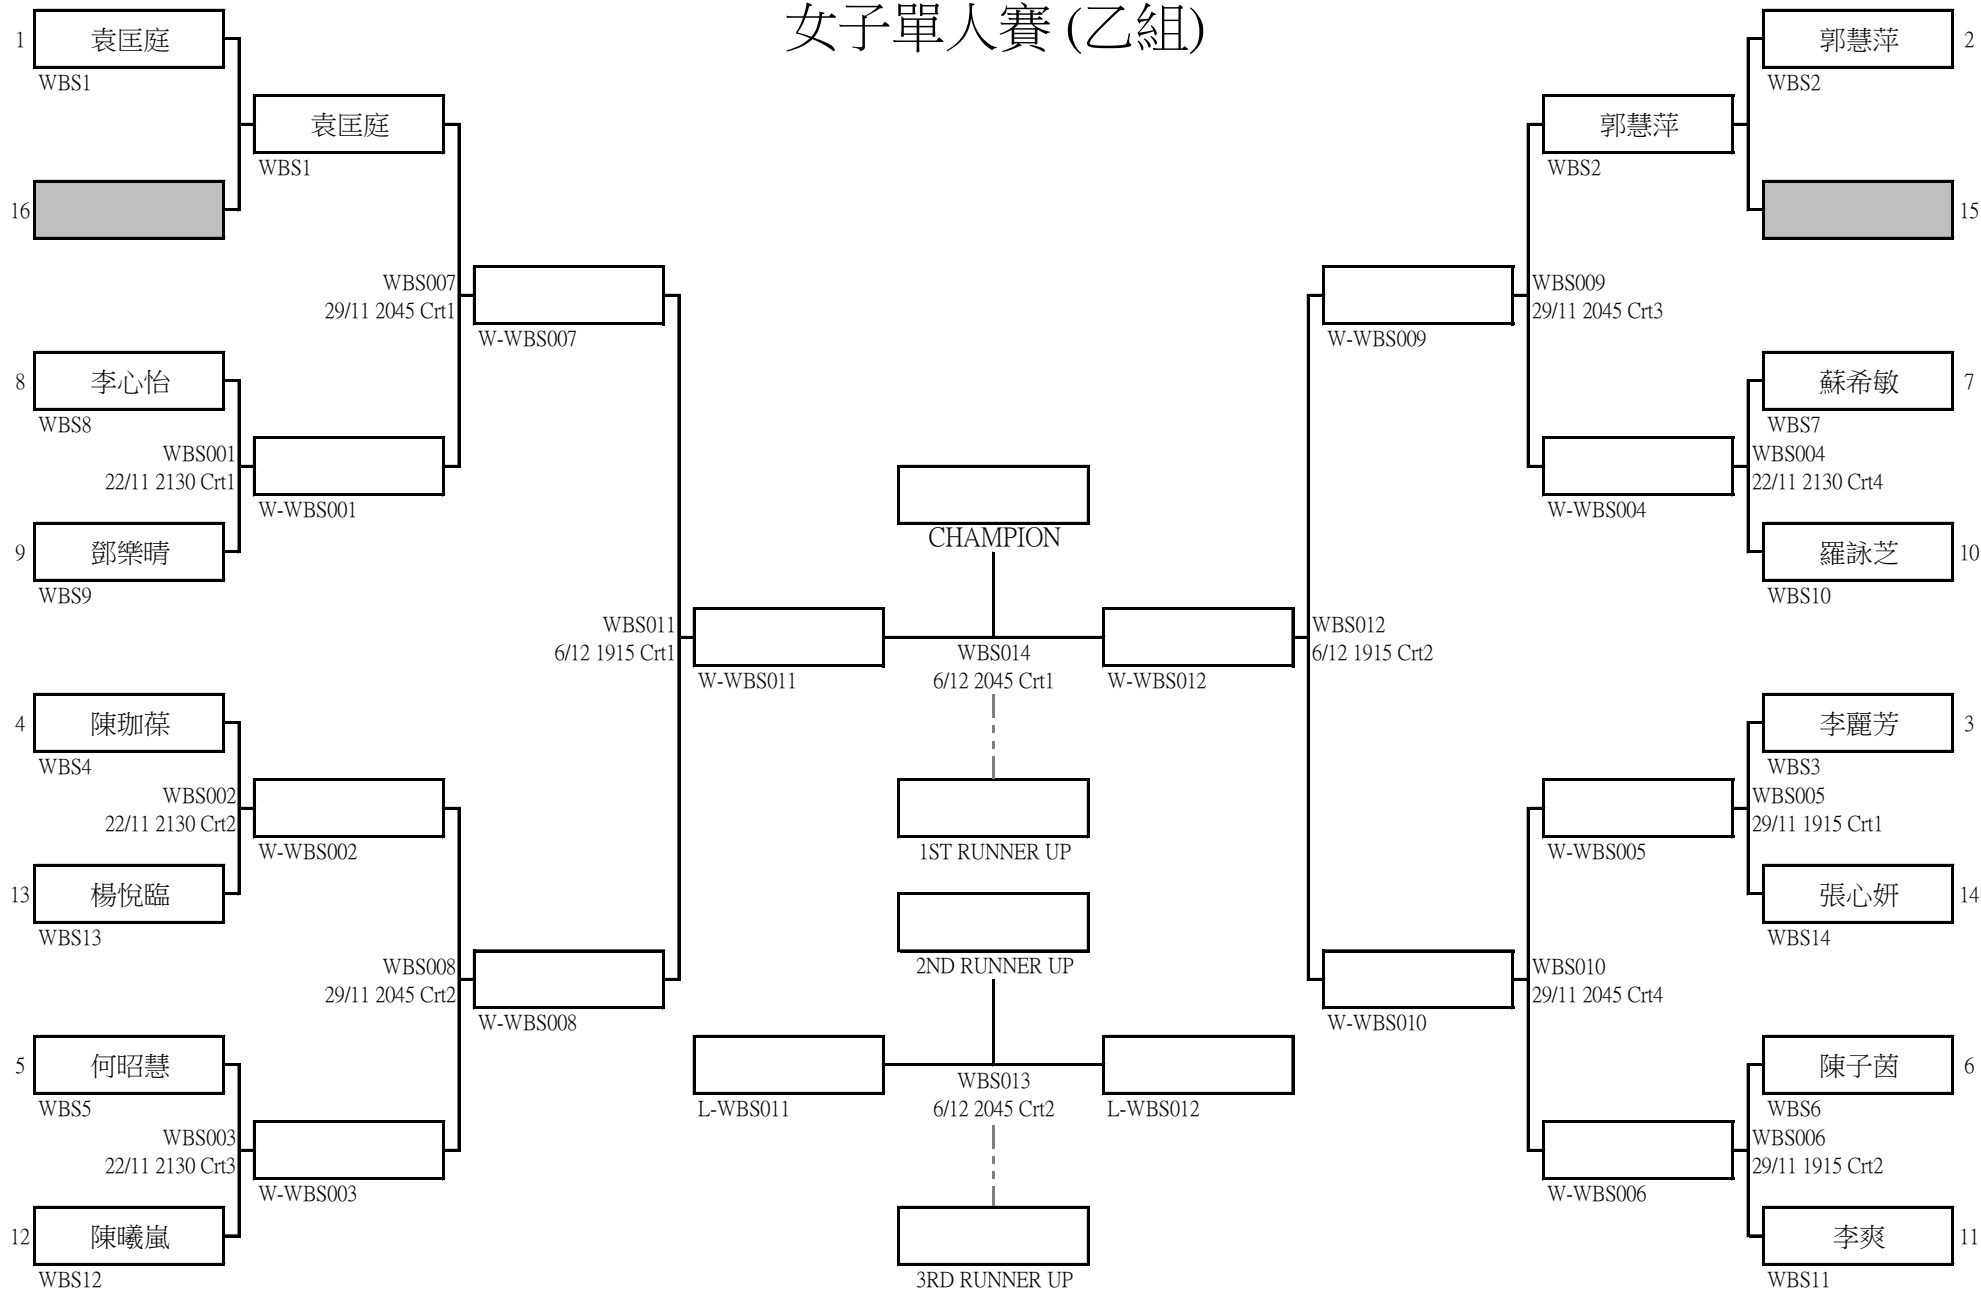 女子單人賽 (乙組)
1
袁匡庭
WBS1
袁匡庭
WBS1
16
WBS007
29/11 2045 Crt1
W-WBS007
8
李心怡
WBS8
WBS001
22/11 2130 Crt1
W-WBS001
9
鄧樂晴
WBS9
WBS011
6/12 1915 Crt1
W-WBS011
4
陳珈葆
WBS4
WBS002
22/11 2130 Crt2
W-WBS002
13
楊悅臨
WBS13
WBS008
29/11 2045 Crt2
W-WBS008
5
何昭慧
WBS5
WBS003
22/11 2130 Crt3
W-WBS003
12
陳曦嵐
WBS12
CHAMPION
WBS014
6/12 2045 Crt1
1ST RUNNER UP
2ND RUNNER UP
L-WBS011
WBS013
6/12 2045 Crt2
L-WBS012
3RD RUNNER UP
郭慧萍
2
WBS2
郭慧萍
WBS2
15
WBS009
29/11 2045 Crt3
W-WBS009
蘇希敏
7
WBS7
WBS004
22/11 2130 Crt4
W-WBS004
羅詠芝
10
WBS10
WBS012
6/12 1915 Crt2
W-WBS012
李麗芳
3
WBS3
WBS005
29/11 1915 Crt1
W-WBS005
張心妍
14
WBS14
WBS010
29/11 2045 Crt4
W-WBS010
陳子茵
6
WBS6
WBS006
29/11 1915 Crt2
W-WBS006
李爽
11
WBS11